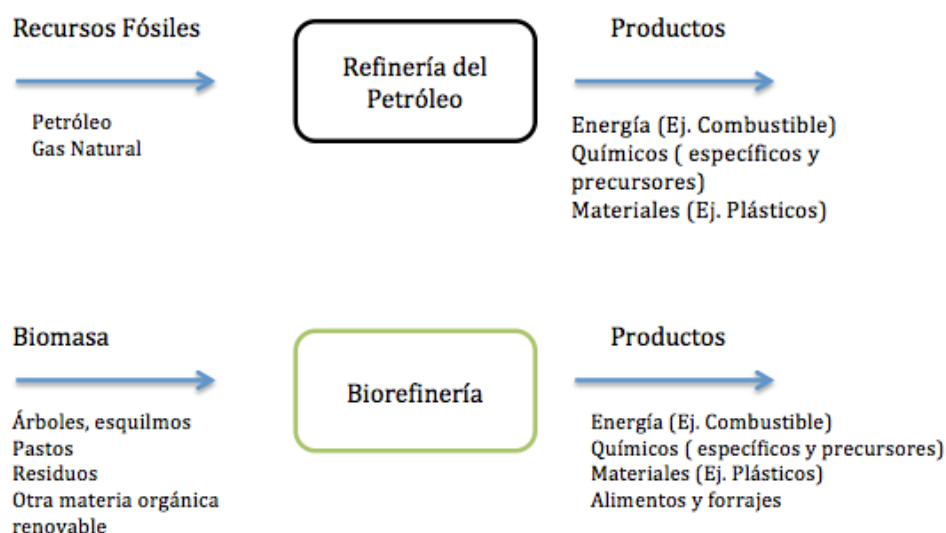 Recursos Fósiles
Petróleo
Gas Natural
Refinería del
Petróleo
Productos
Energía (Ej. Combustible)
Químicos ( específicos y
precursores)
Materiales (Ej. Plásticos)
Biomasa
Árboles, esquilmos
Pastos
Residuos
Otra materia orgánica
renovable
Biorefinería
Productos
Energía (Ej. Combustible)
Químicos ( específicos y precursores)
Materiales (Ej. Plásticos)
Alimentos y forrajes